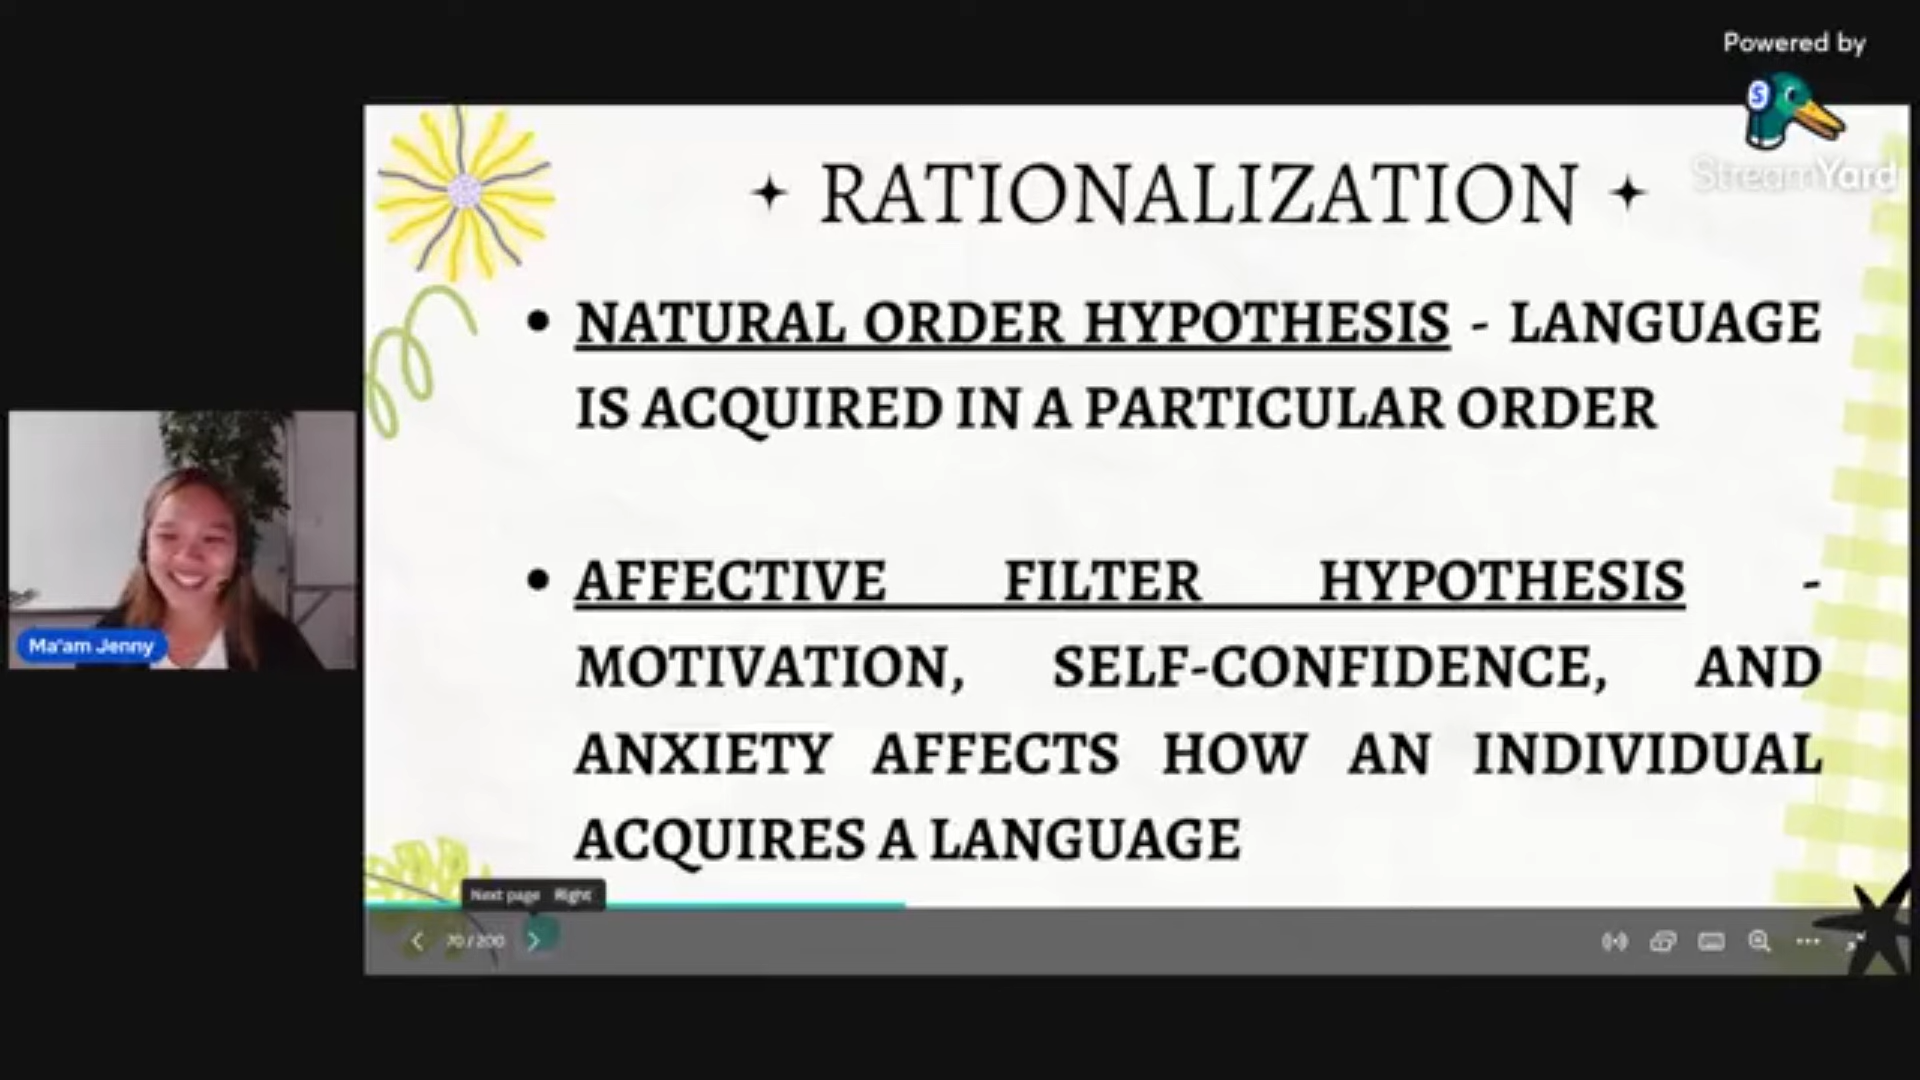 Powered by
StreamYard
RATIONALIZATION
NATURAL ORDER HYPOTHESIS - LANGUAGE
IS ACQUIRED IN A PARTICULAR ORDER
AFFECTIVE FILTER HYPOTHESIS -
MOTIVATION, SELF-CONFIDENCE, AND
ANXIETY AFFECTS HOW AN INDIVIDUAL
ACQUIRES A LANGUAGE
Ma'am Jenny
Next page Right
70 / 200